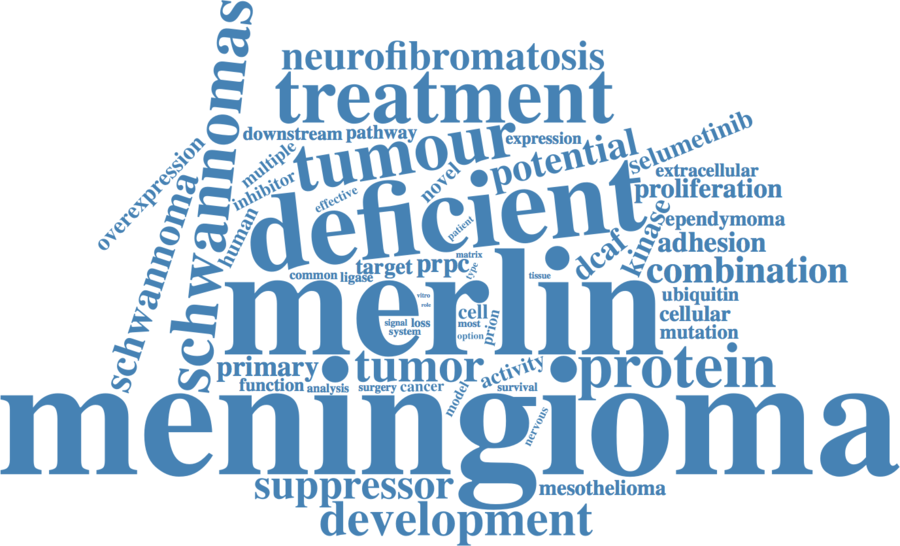 neurofibromatosis
treatment
schwannomas
downstream pathway
expression
tumour
multiple
inhibitor
overexpression
schwannoma
human
effective
novel
potential
selumetinib
extracellular
proliferation
deficient
patient
kinase
ependymoma
adhesion
dcaf
combination
matrix
type
target prpc
common ligase
tissue
merlin
vitro
role
ubiquitin
cellular
mutation
signal loss
system
cell
most
option
prion
primary
tumor
activity
protein
function
analysis
surgery cancer
model
survival
nervous
meningioma
suppressor
mesothelioma
development